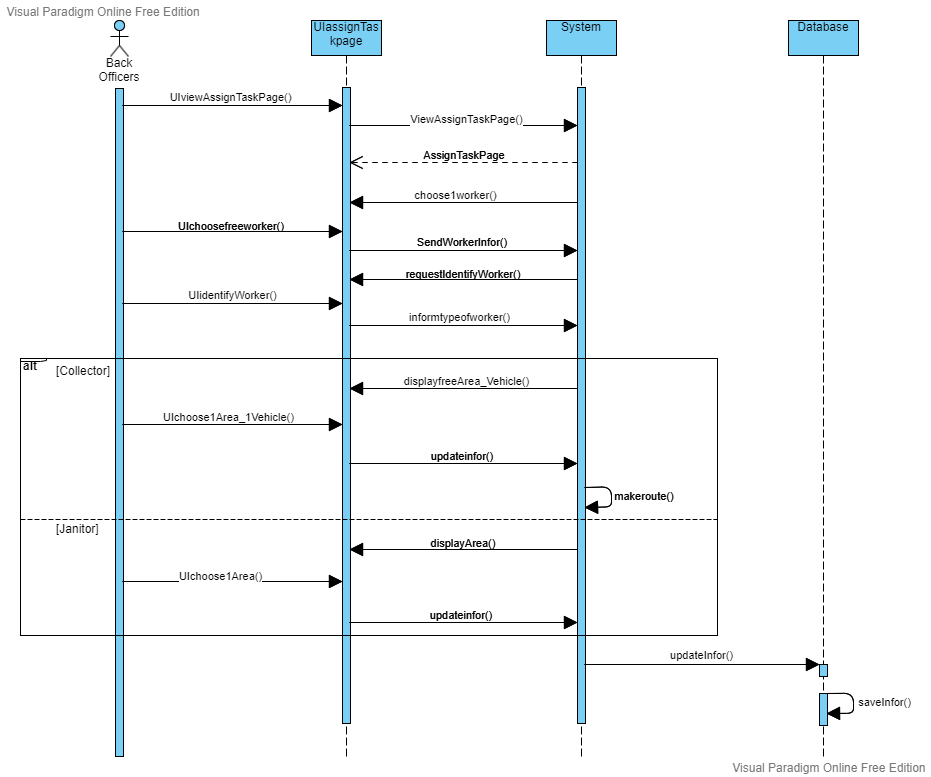 Visual Paradigm Online Free Edition
Back
Officers
UIassignTas
kpage
System
Database
UIviewAssignTaskPage()
ViewAssignTaskPage()
AssignTaskPage
choose1worker()
UIchoosefreeworker()
SendWorkerInfor()
requestIdentifyWorker()
UIidentifyWorker()
informtypeofworker()
alt
[Collector]
displayfreeArea_Vehicle()
UIchoose1Area_1Vehicle()
updateinfor()
makeroute()
[Janitor]
displayArea()
UIchoose1Area()
updateinfor()
updateInfor()
saveInfor()
Visual Paradigm Online Free Edition